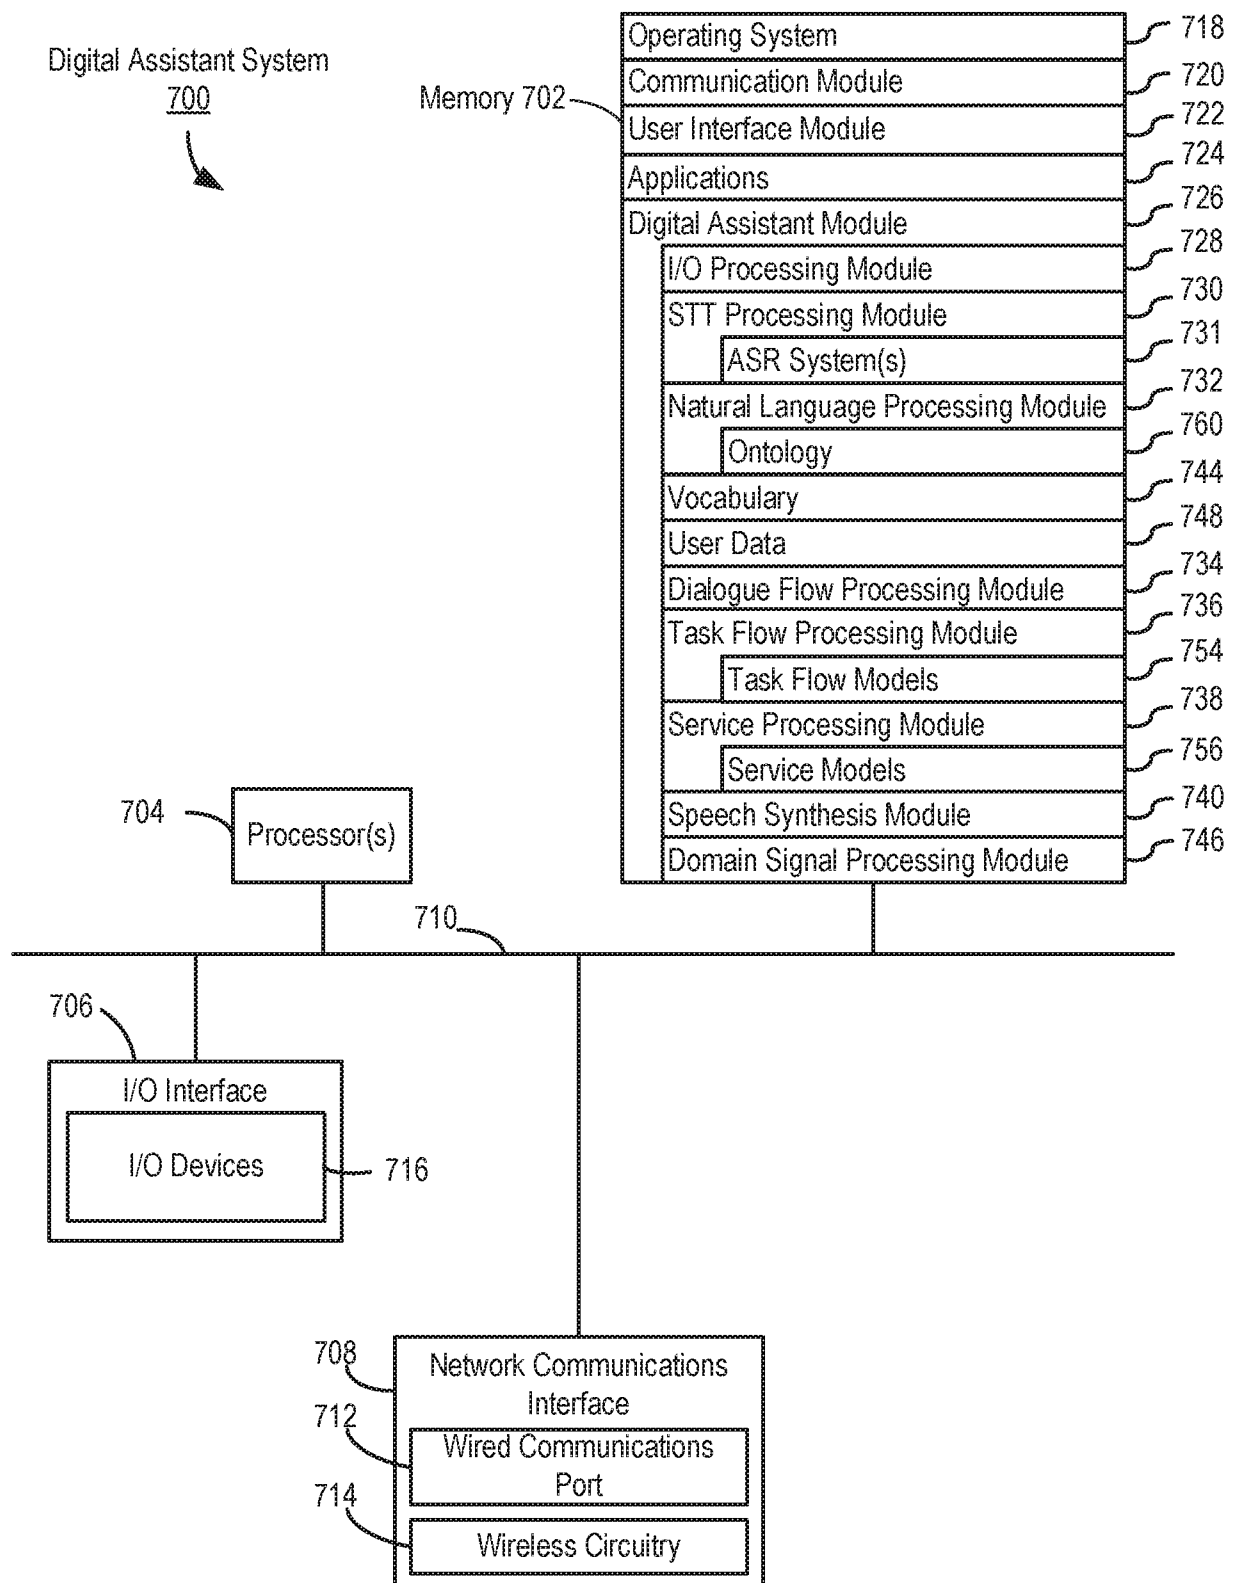 Digital Assistant System
700
Memory 702
Operating System 718
Communication Module 720
User Interface Module 722
Applications 724
Digital Assistant Module 726
I/O Processing Module 728
STT Processing Module 730
ASR System(s) 731
Natural Language Processing Module 732
Ontology 760
Vocabulary 744
User Data 748
Dialogue Flow Processing Module 734
Task Flow Processing Module 736
Task Flow Models 754
Service Processing Module 738
Service Models 756
Speech Synthesis Module 740
Domain Signal Processing Module 746
704
Processor(s)
710
706
I/O Interface
I/O Devices
716
708
Network Communications
Interface
712
Wired Communications
Port
714
Wireless Circuitry